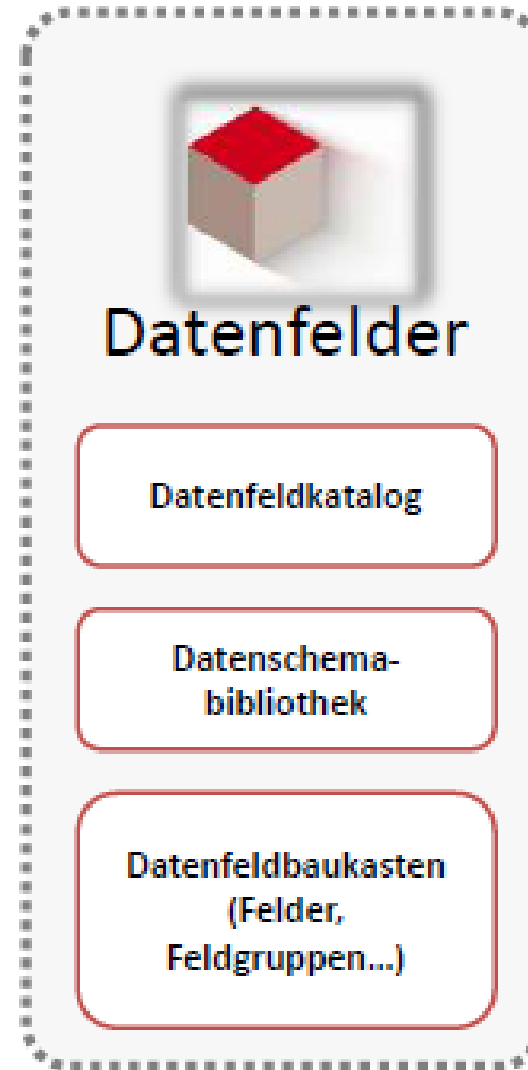 Datenfelder
Datenfeldkatalog
Datenschema-
bibliothek
Datenfeldbaukasten
(Felder,
Feldgruppen...)